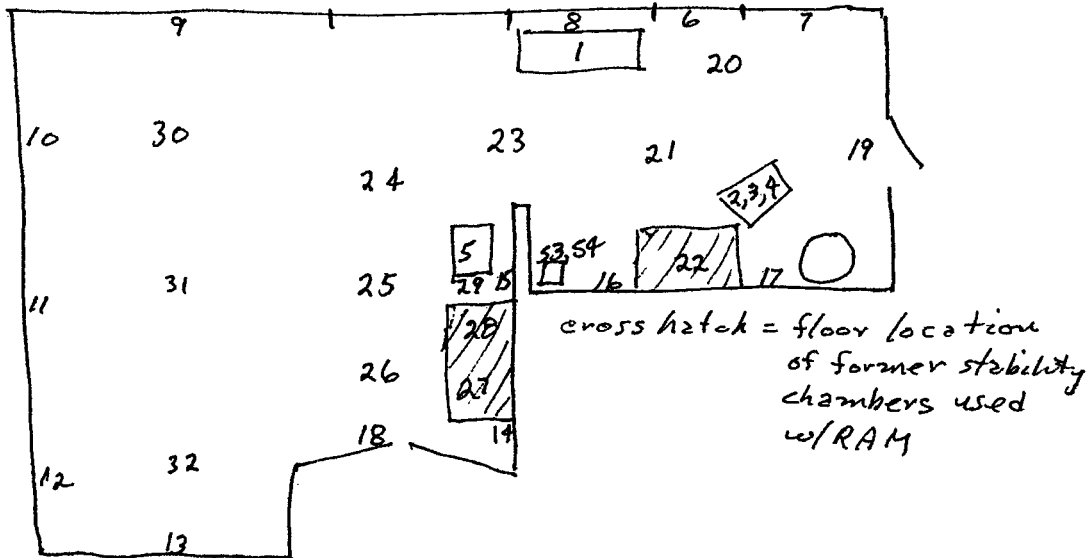 9 8 6 7
1
20
10 30 23 21 19
24
2,3,4
5 53,54
22
31 25 29 15 16 17
11
28
cross hatch = floor location
of former stability
26
27
chambers used
18 14
w/RAM
12 32
13